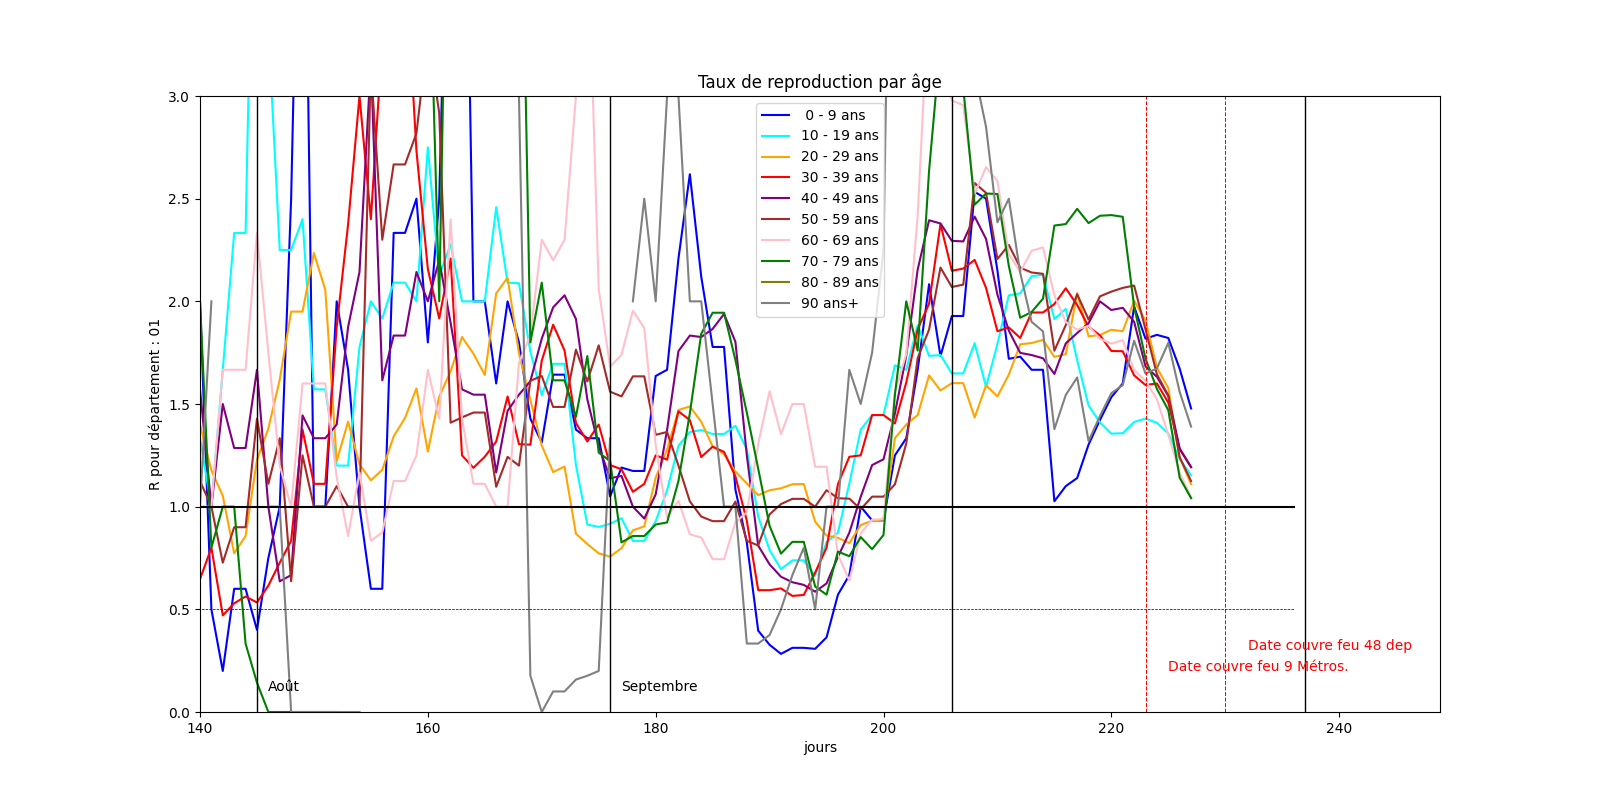 Taux de reproduction par âge
R pour département : 01
3.0
2.5
2.0
1.5
1.0
0.5
0.0
0 - 9 ans
10 - 19 ans
20 - 29 ans
30 - 39 ans
40 - 49 ans
50 - 59 ans
60 - 69 ans
70 - 79 ans
80 - 89 ans
90 ans+
Date couvre feu 48 dep
Date couvre feu 9 Métros.
Août
Septembre
140
160
180
200
220
240
jours